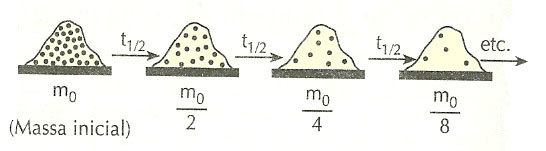 t1/2 t1/2 t1/2 etc.
m0 m0/2 m0/4 m0/8
(Massa inicial)